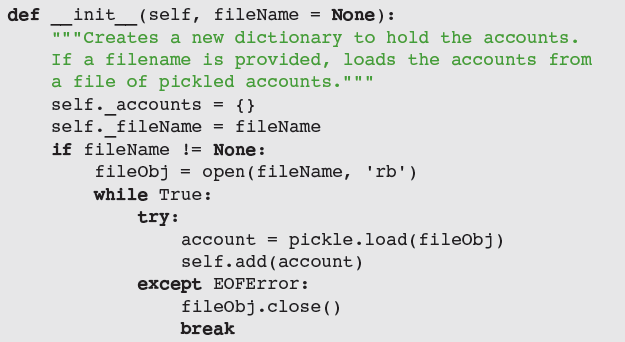 def __init__(self, fileName = None):
    """Creates a new dictionary to hold the accounts.
    If a filename is provided, loads the accounts from
    a file of pickled accounts."""
    self._accounts = {}
    self._fileName = fileName
    if fileName != None:
        fileObj = open(fileName, 'rb')
        while True:
            try:
                account = pickle.load(fileObj)
                self.add(account)
            except EOFError:
                fileObj.close()
                break